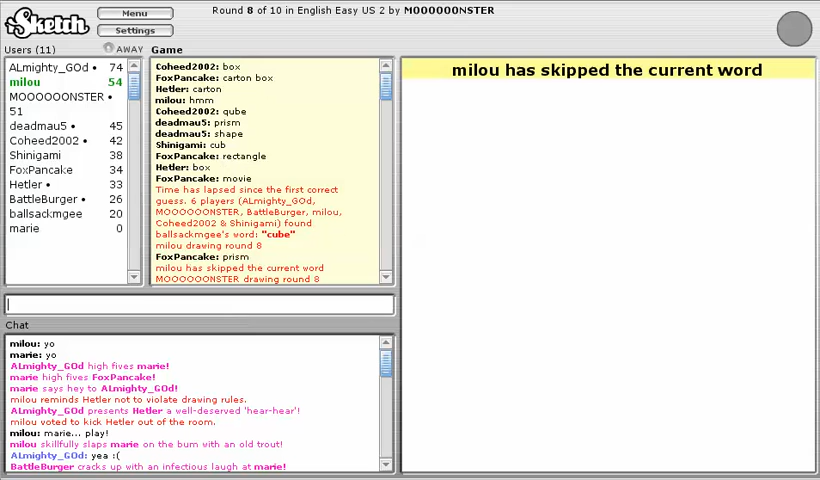 iSketch
Menu
Settings
Round 8 of 10 in English Easy US 2 by MOOOOOONSTER
Users (11)
AWAY
Game
ALmighty_GOd • 74
milou 54
MOOOOOONSTER •
51
deadmau5 • 45
Coheed2002 • 42
Shinigami 38
FoxPancake 34
Hetler • 33
BattleBurger • 26
ballsackmgee 20
marie 0
Coheed2002: box
FoxPancake: carton box
Hetler: carton
milou: hmm
Coheed2002: qube
deadmau5: prism
deadmau5: shape
Shinigami: cub
FoxPancake: rectangle
Hetler: box
FoxPancake: movie
Time has lapsed since the first correct
guess. 6 players (ALmighty_GOd,
MOOOOOONSTER, BattleBurger, milou,
Coheed2002 & Shinigami) found
ballsackmgee's word: "cube"
milou drawing round 8
FoxPancake: prism
milou has skipped the current word
MOOOOOONSTER drawing round 8
milou has skipped the current word
Chat
milou: yo
marie: yo
ALmighty_GOd high fives marie!
marie high fives FoxPancake!
marie says hey to ALmighty_GOd!
milou reminds Hetler not to violate drawing rules.
ALmighty_GOd presents Hetler a well-deserved 'hear-hear'!
milou voted to kick Hetler out of the room.
milou: marie... play!
milou skillfully slaps marie on the bum with an old trout!
ALmighty_GOd: yea :(
BattleBurger cracks up with an infectious laugh at marie!